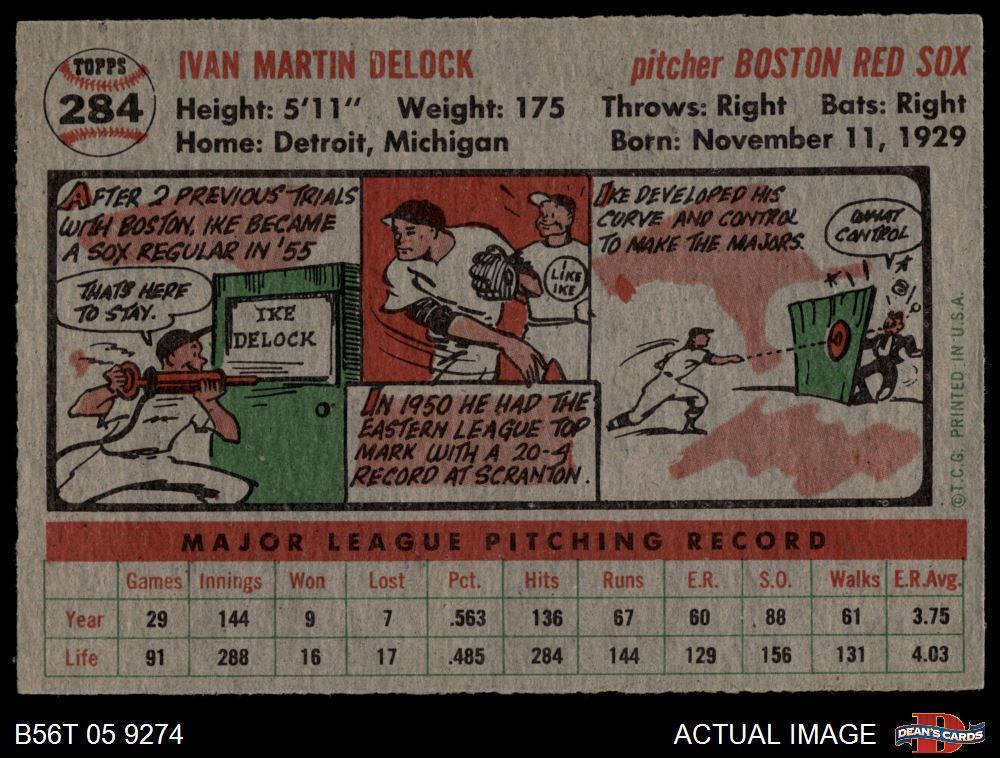 TOPPS
284
IVAN MARTIN DELOCK
pitcher BOSTON RED SOX
Height: 5'11" Weight: 175 Throws: Right Bats: Right
Home: Detroit, Michigan Born: November 11, 1929
AFTER 2 PREVIOUS TRIALS
WITH BOSTON, IKE BECAME
A SOX REGULAR IN '55
THAT'S HERE
TO STAY.
IKE
DELOCK
I
LIKE
IKE
IN 1950 HE HAD THE
EASTERN LEAGUE TOP
MARK WITH A 20-4
RECORD AT SCRANTON.
IKE DEVELOPED HIS
CURVE AND CONTROL
TO MAKE THE MAJORS.
WHAT
CONTROL
©T.C.G. PRINTED IN U.S.A.
MAJOR LEAGUE PITCHING RECORD
Games Innings Won Lost Pct. Hits Runs E.R. S.O. Walks E.R.Avg.
Year 29 144 9 7 .563 136 67 60 88 61 3.75
Life 91 288 16 17 .485 284 144 129 156 131 4.03
B56T 05 9274
ACTUAL IMAGE
DEAN'S CARDS